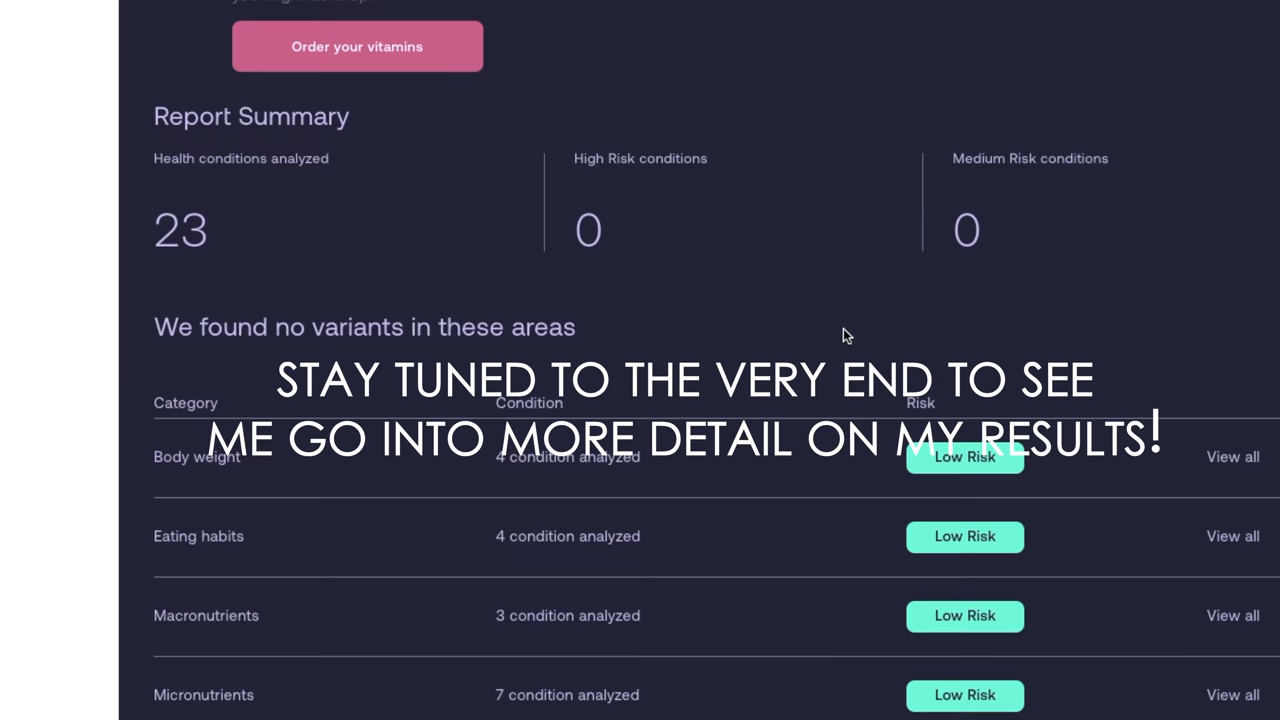 Order your vitamins
Report Summary
Health conditions analyzed
High Risk conditions
Medium Risk conditions
23
0
0
We found no variants in these areas
STAY TUNED TO THE VERY END TO SEE
ME GO INTO MORE DETAIL ON MY RESULTS!
Category
Condition
Risk
Body weight
4 condition analyzed
Low Risk
View all
Eating habits
4 condition analyzed
Low Risk
View all
Macronutrients
3 condition analyzed
Low Risk
View all
Micronutrients
7 condition analyzed
Low Risk
View all